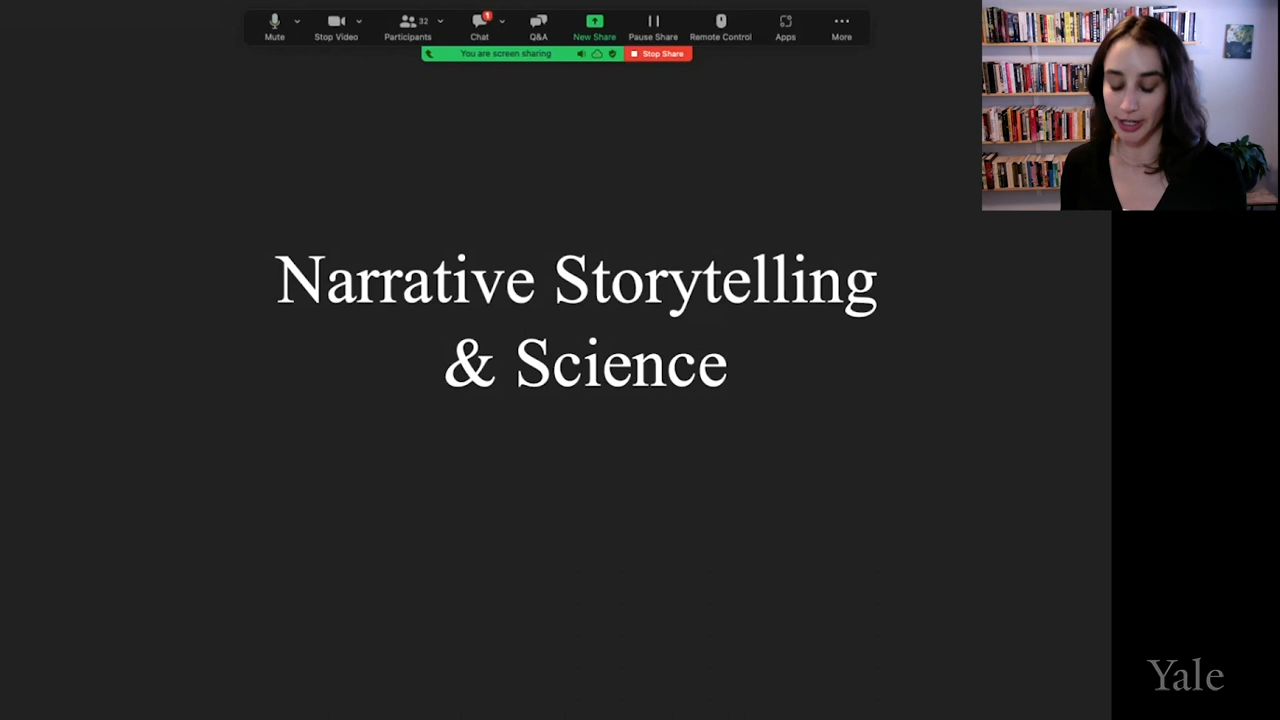 Mute
Stop Video
Participants
32
Chat
1
Q&A
New Share
Pause Share
Remote Control
Apps
More
You are screen sharing
Stop Share
Narrative Storytelling
& Science
Yale